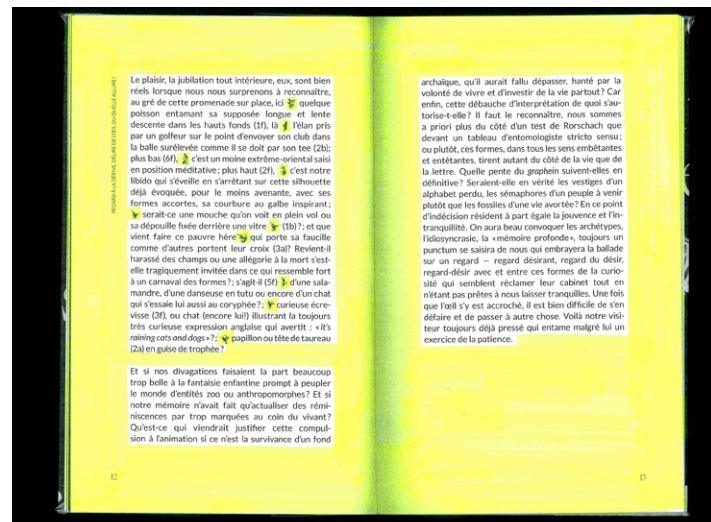 REGARD À LA DÉRIVE, DÉLIRE DE L'ŒIL OU QUELLE ALLURE !
Le plaisir, la jubilation tout intérieure, eux, sont bien
réels lorsque nous nous surprenons à reconnaître,
au gré de cette promenade sur place, ici quelque
poisson entamant sa supposée longue et lente
descente dans les hauts fonds (1f), là l'élan pris
par un golfeur sur le point d'envoyer son club dans
la balle surélevée comme il se doit par son tee (2b);
plus bas (6f), c'est un moine extrême-oriental saisi
en position méditative; plus haut (2f), c'est notre
libido qui s'éveille en s'arrêtant sur cette silhouette
déjà évoquée, pour le moins avenante, avec ses
formes accortes, sa courbure au galbe inspirant;
serait-ce une mouche qu'on voit en plein vol ou
sa dépouille fixée derrière une vitre (1b)?; et que
vient faire ce pauvre hère qui porte sa faucille
comme d'autres portent leur croix (3a)? Revient-il
harassé des champs ou une allégorie à la mort s'est-
elle tragiquement invitée dans ce qui ressemble fort
à un carnaval des formes?; s'agit-il (5f) d'une sala-
mandre, d'une danseuse en tutu ou encore d'un chat
qui s'essaie lui aussi au coryphée?; curieuse écre-
visse (3f), ou chat (encore lui!) illustrant la toujours
très curieuse expression anglaise qui avertit : «It's
raining cats and dogs»?; papillon ou tête de taureau
(2a) en guise de trophée?
Et si nos divagations faisaient la part beaucoup
trop belle à la fantaisie enfantine prompt à peupler
le monde d'entités zoo ou anthropomorphes? Et si
notre mémoire n'avait fait qu'actualiser des rémi-
niscences par trop marquées au coin du vivant?
Qu'est-ce qui viendrait justifier cette compul-
sion à l'animation si ce n'est la survivance d'un fond
12
archaïque, qu'il aurait fallu dépasser, hanté par la
volonté de vivre et d'investir de la vie partout? Car
enfin, cette débauche d'interprétation de quoi s'au-
torise-t-elle? Il faut le reconnaître, nous sommes
a priori plus du côté d'un test de Rorschach que
devant un tableau d'entomologiste stricto sensu;
ou plutôt, ces formes, dans tous les sens embêtantes
et entêtantes, tirent autant du côté de la vie que de
la lettre. Quelle pente du graphein suivent-elles en
définitive? Seraient-elle en vérité les vestiges d'un
alphabet perdu, les sémaphores d'un peuple à venir
plutôt que les fossiles d'une vie avortée? En ce point
d'indécision résident à part égale la jouvence et l'in-
tranquillité. On aura beau convoquer les archétypes,
l'idiosyncrasie, la «mémoire profonde», toujours un
punctum se saisira de nous qui embrayera la ballade
sur un regard — regard désirant, regard du désir,
regard-désir avec et entre ces formes de la curio-
sité qui semblent réclamer leur cabinet tout en
n'étant pas prêtes à nous laisser tranquilles. Une fois
que l'œil s'y est accroché, il est bien difficile de s'en
défaire et de passer à autre chose. Voilà notre visi-
teur toujours déjà pressé qui entame malgré lui un
exercice de la patience.
13